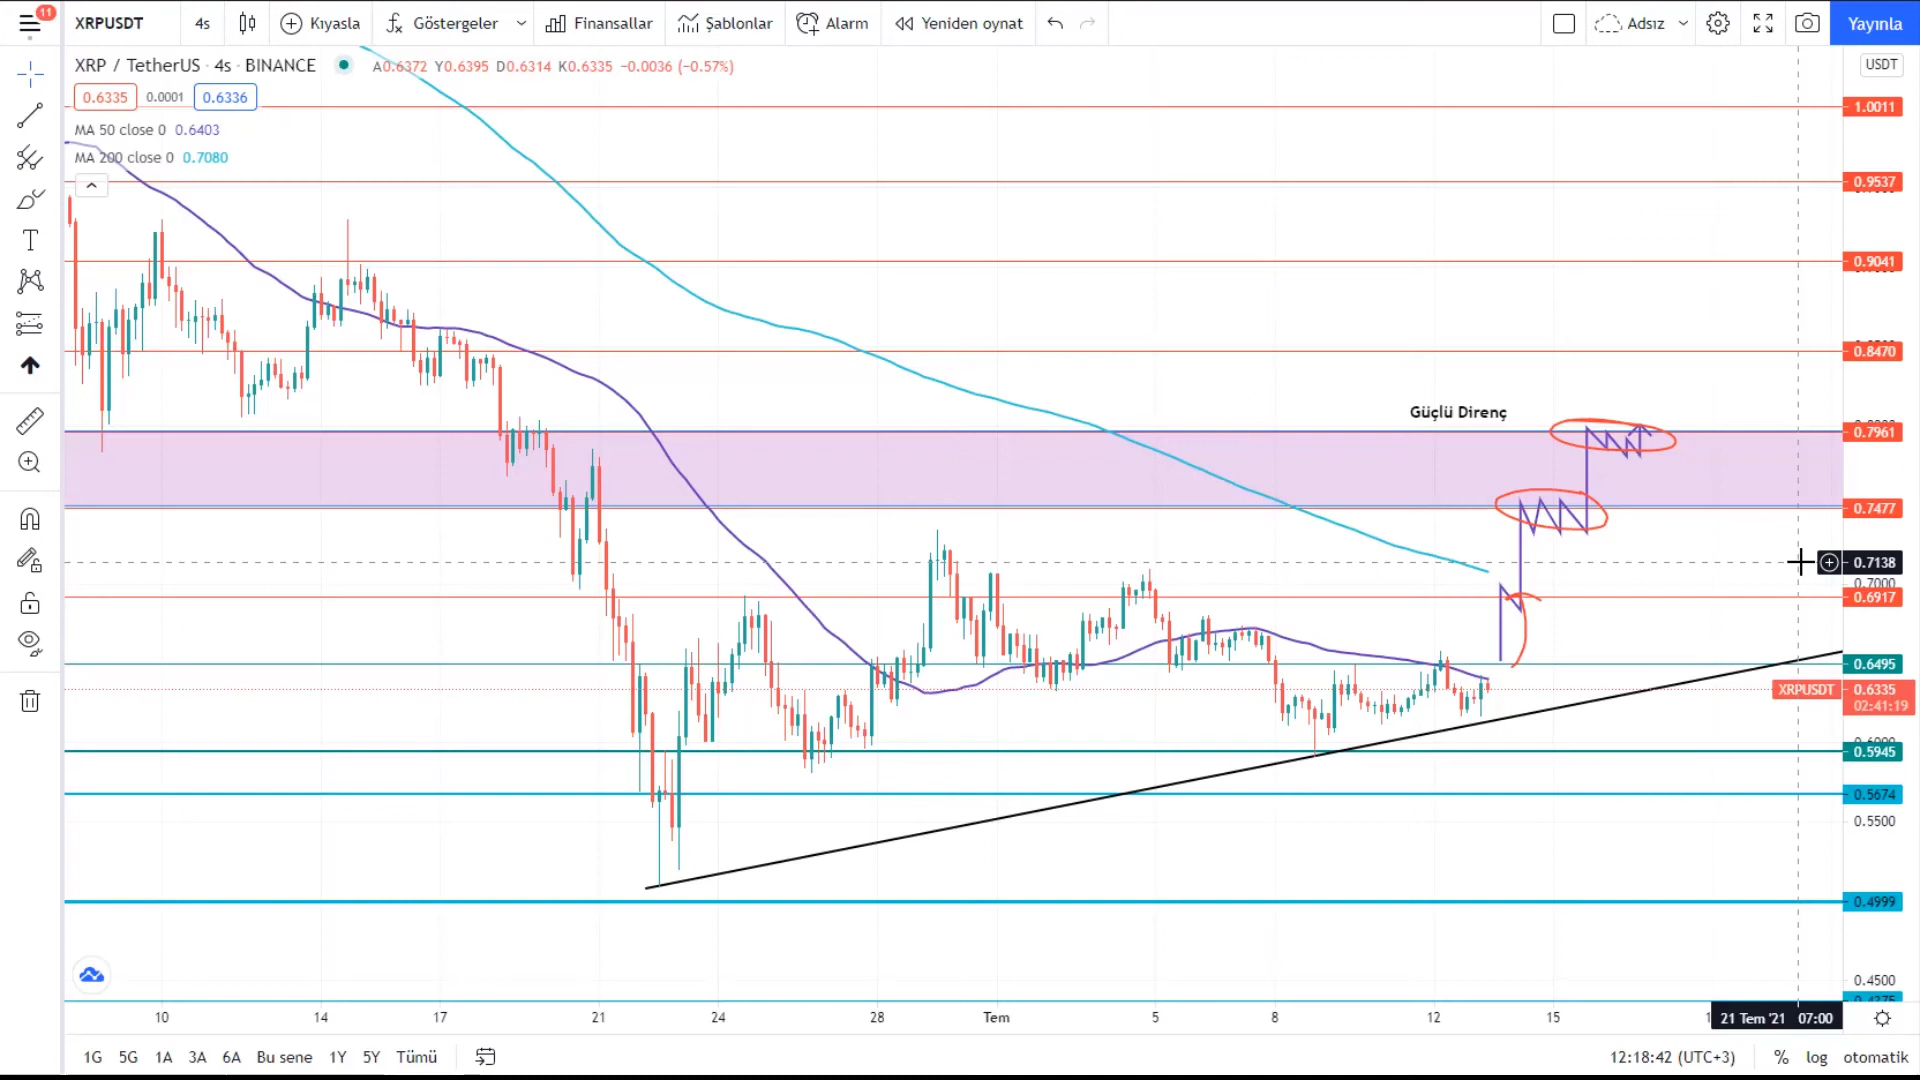 11
XRPUSDT 4s Kıyasla Göstergeler Finansallar Şablonlar Alarm Yeniden oynat Adsız Yayınla
XRP / TetherUS · 4s · BINANCE A0.6372 Y0.6395 D0.6314 K0.6335 −0.0036 (−0.57%)
USDT
0.6335 0.0001 0.6336
1.0011
MA 50 close 0 0.6403
MA 200 close 0 0.7080
0.9537
0.9041
0.8470
Güçlü Direnç
0.7961
0.7477
0.7138
0.7000
0.6917
0.6495
XRPUSDT 0.6335
02:41:19
0.5945
0.5674
0.5500
0.4999
0.4500
10 14 17 21 24 28 Tem 5 8 12 15 21 Tem '21 07:00
1G 5G 1A 3A 6A Bu sene 1Y 5Y Tümü 12:18:42 (UTC+3) % log otomatik